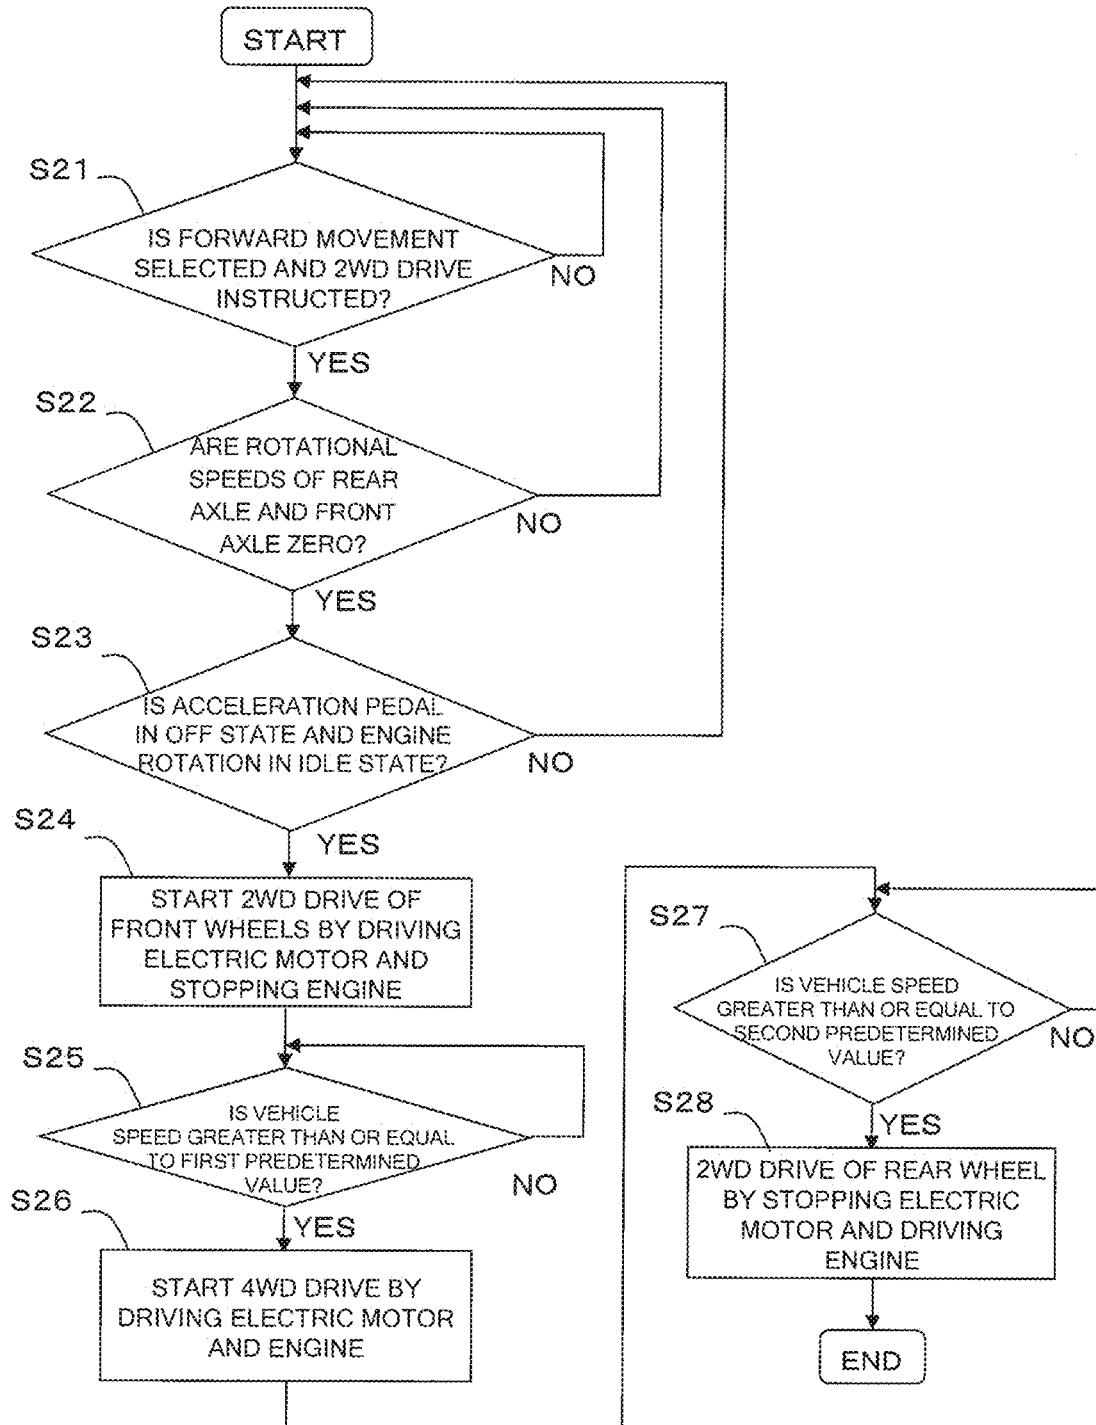 START
S21
IS FORWARD MOVEMENT
SELECTED AND 2WD DRIVE
INSTRUCTED?
NO
YES
S22
ARE ROTATIONAL
SPEEDS OF REAR
AXLE AND FRONT
AXLE ZERO?
NO
YES
S23
IS ACCELERATION PEDAL
IN OFF STATE AND ENGINE
ROTATION IN IDLE STATE?
NO
YES
S24
START 2WD DRIVE OF
FRONT WHEELS BY DRIVING
ELECTRIC MOTOR AND
STOPPING ENGINE
S25
IS VEHICLE
SPEED GREATER THAN OR EQUAL
TO FIRST PREDETERMINED
VALUE?
NO
YES
S26
START 4WD DRIVE BY
DRIVING ELECTRIC MOTOR
AND ENGINE
S27
IS VEHICLE SPEED
GREATER THAN OR EQUAL TO
SECOND PREDETERMINED
VALUE?
NO
YES
S28
2WD DRIVE OF REAR WHEEL
BY STOPPING ELECTRIC
MOTOR AND DRIVING
ENGINE
END